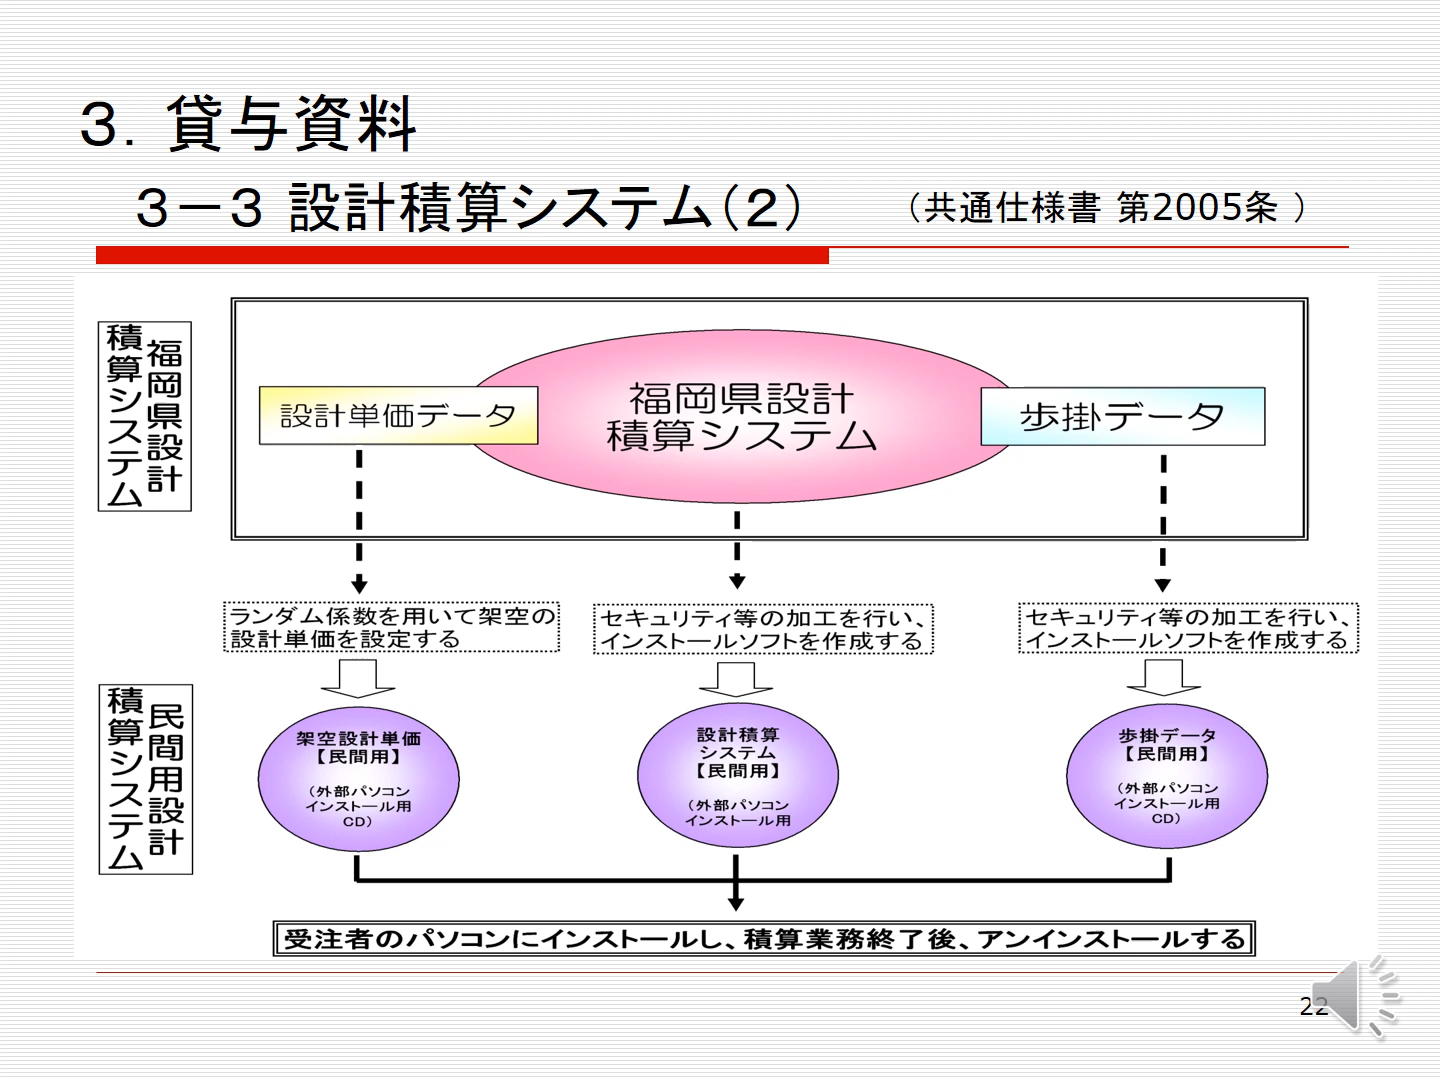 ３．貸与資料
３－３ 設計積算システム（２）
（共通仕様書 第2005条 ）
福岡県設計
積算システム
設計単価データ
福岡県設計
積算システム
歩掛データ
ランダム係数を用いて架空の
設計単価を設定する
セキュリティ等の加工を行い、
インストールソフトを作成する
セキュリティ等の加工を行い、
インストールソフトを作成する
民間用設計
積算システム
架空設計単価
【民間用】
（外部パソコン
インストール用
CD）
設計積算
システム
【民間用】
（外部パソコン
インストール用
歩掛データ
【民間用】
（外部パソコン
インストール用
CD）
受注者のパソコンにインストールし、積算業務終了後、アンインストールする
22